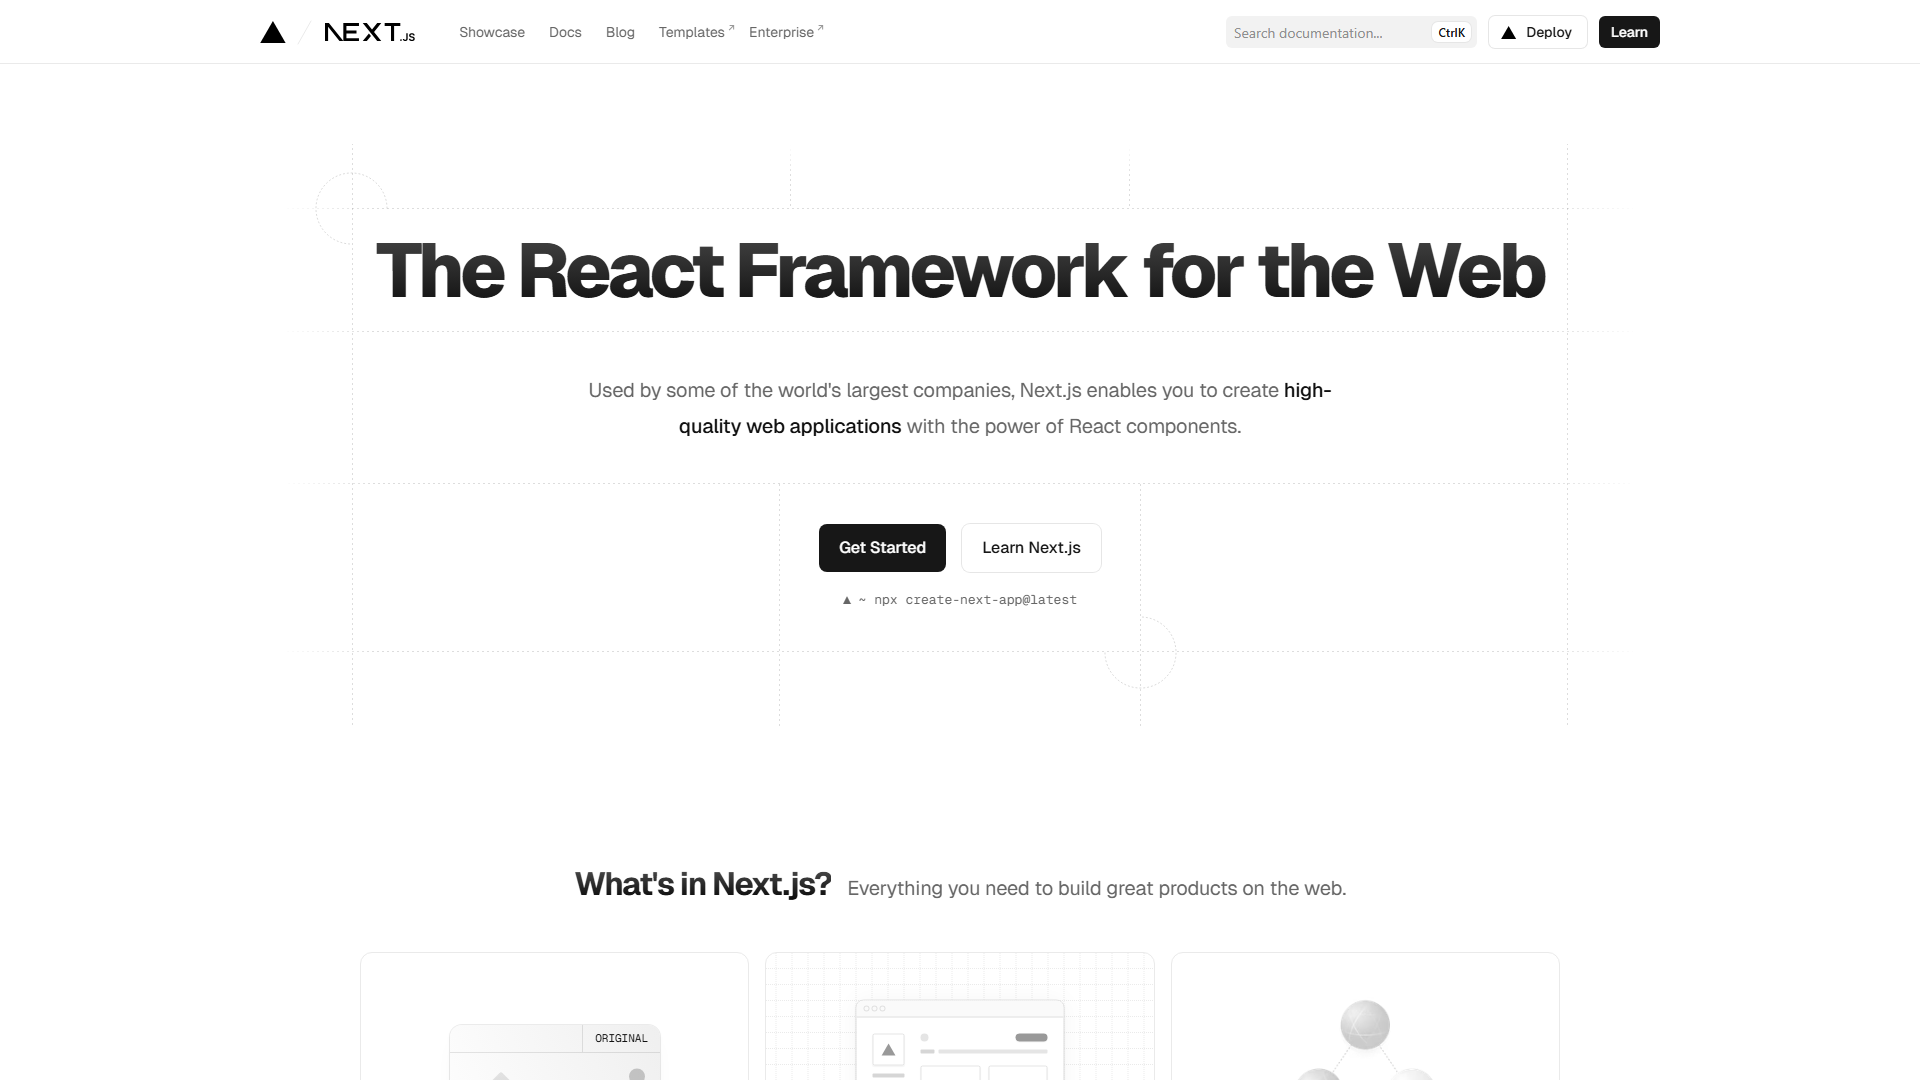 NEXT.JS Showcase Docs Blog Templates Enterprise Search documentation... CtrlK Deploy Learn
The React Framework for the Web
Used by some of the world's largest companies, Next.js enables you to create high-
quality web applications with the power of React components.
Get Started Learn Next.js
▲ ~ npx create-next-app@latest
What's in Next.js? Everything you need to build great products on the web.
ORIGINAL